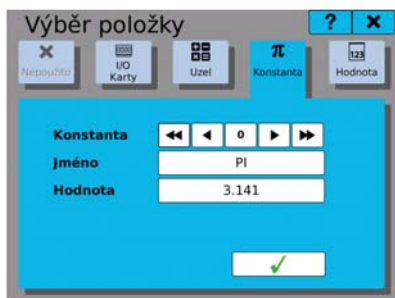 Výběr položky
? ×
Nepoužito
I/O
Karty
Uzel
π
Konstanta
123
Hodnota
Konstanta 0
Jméno PI
Hodnota 3.141